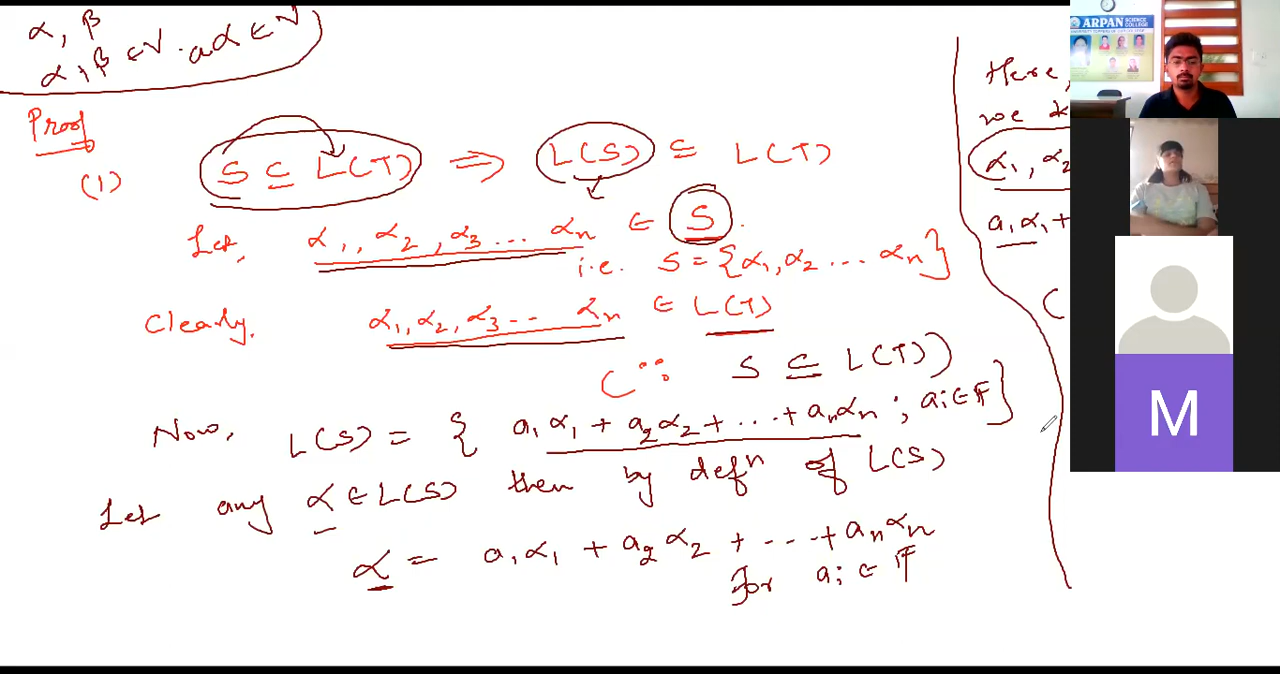 α, β
α+β ∈ V . aα ∈ V
Proof
(1) S ⊆ L(T) ⟹ L(S) ⊆ L(T)
Let, α₁, α₂, α₃ ... αₙ ∈ S.
i.e. S = {α₁, α₂ ... αₙ}
Clearly, α₁, α₂, α₃ ... αₙ ∈ L(T)
(∵ S ⊆ L(T))
Now, L(S) = { a₁α₁ + a₂α₂ + ... + aₙαₙ ; aᵢ ∈ F }
Let any α ∈ L(S) then by defⁿ of L(S)
α = a₁α₁ + a₂α₂ + ... + aₙαₙ
for aᵢ ∈ F
Here,
we
α₁, α₂
a₁α₁ +
(
ARPAN SCIENCE COLLEGE
M